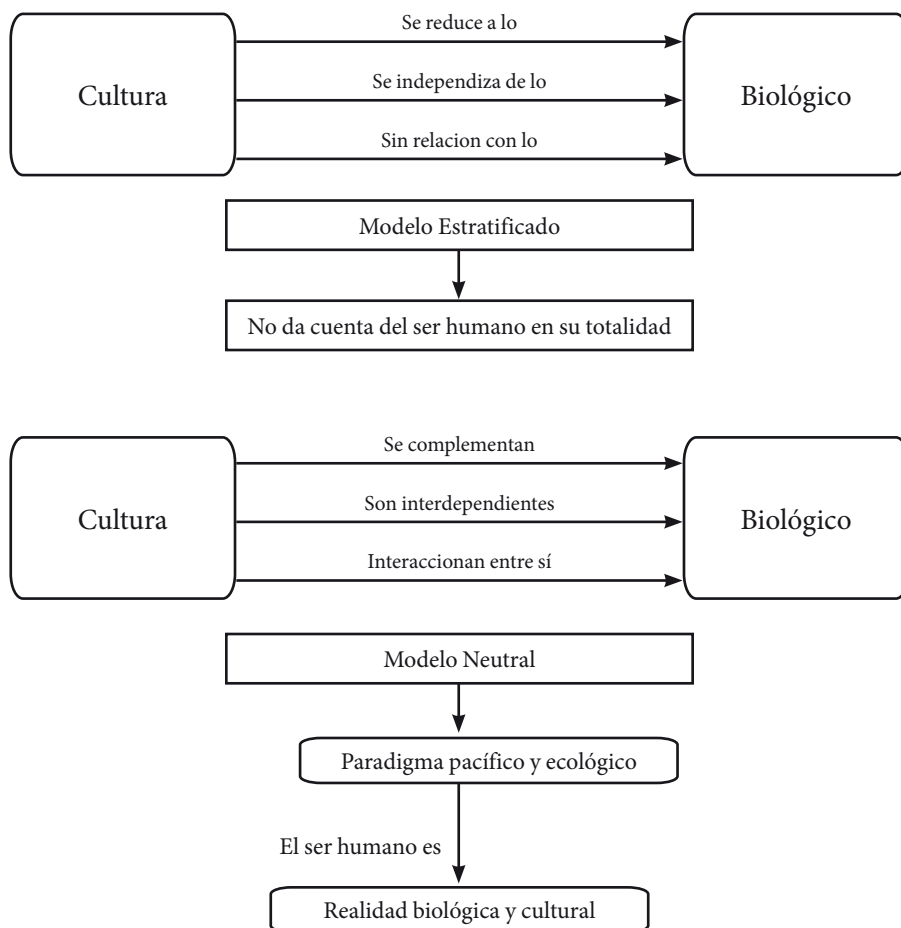 Se reduce a lo
Cultura
Se independiza de lo
Biológico
Sin relacion con lo
Modelo Estratificado
No da cuenta del ser humano en su totalidad
Se complementan
Cultura
Son interdependientes
Biológico
Interaccionan entre sí
Modelo Neutral
Paradigma pacífico y ecológico
El ser humano es
Realidad biológica y cultural